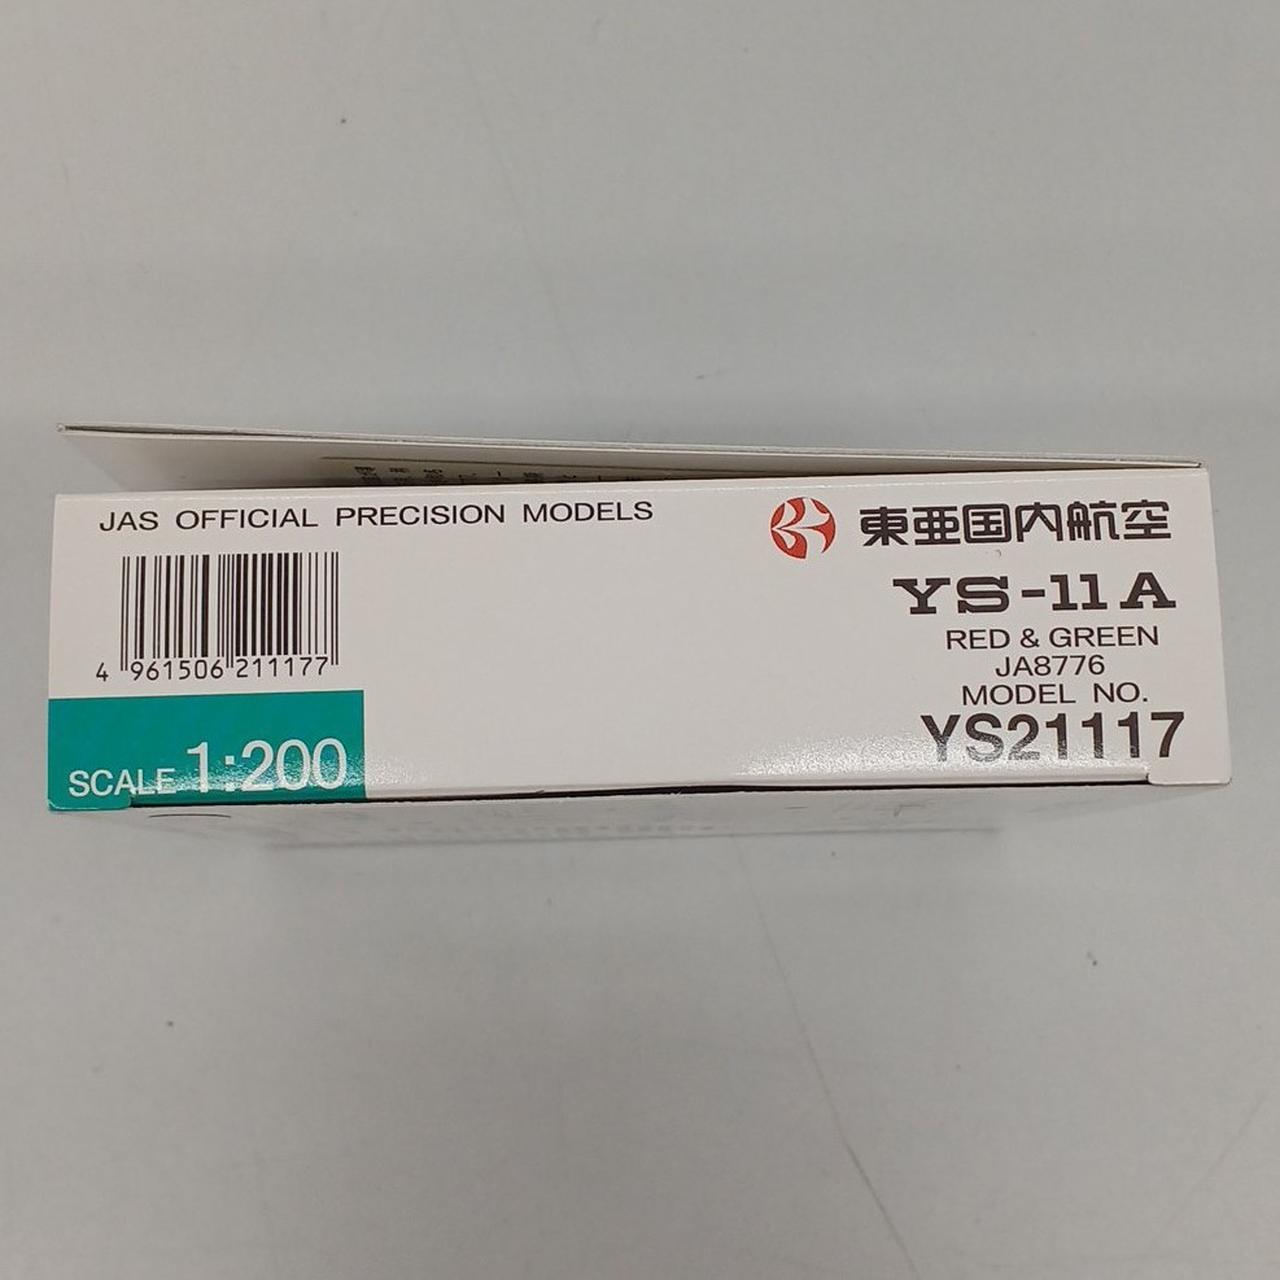 JAS OFFICIAL PRECISION MODELS
東亜国内航空
YS-11A
RED & GREEN
JA8776
MODEL NO.
YS21117
4 961506 211177
SCALE 1:200